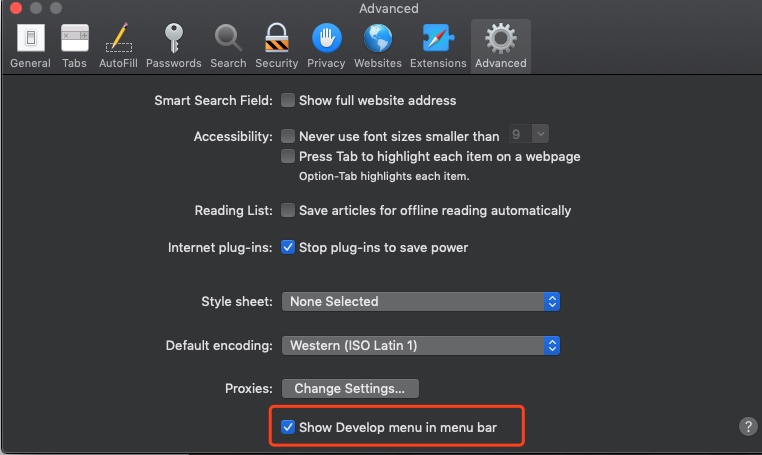 Advanced
General Tabs AutoFill Passwords Search Security Privacy Websites Extensions Advanced
Smart Search Field: Show full website address
Accessibility: Never use font sizes smaller than 9
Press Tab to highlight each item on a webpage
Option-Tab highlights each item.
Reading List: Save articles for offline reading automatically
Internet plug-ins: Stop plug-ins to save power
Style sheet: None Selected
Default encoding: Western (ISO Latin 1)
Proxies: Change Settings...
Show Develop menu in menu bar ?